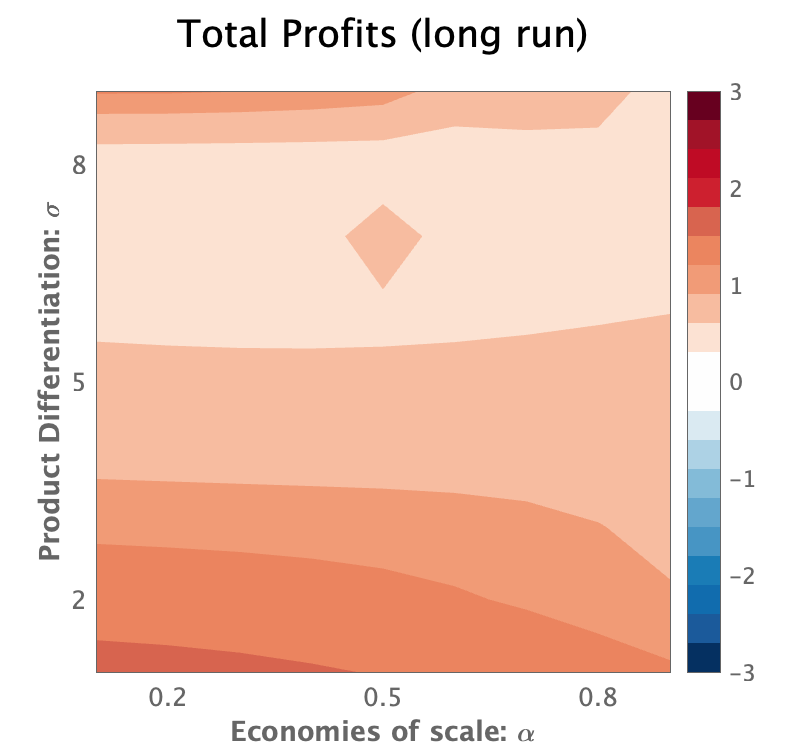 Total Profits (long run)
3
2
1
0
−1
−2
−3
8
5
2
Product Differentiation: σ
0.2 0.5 0.8
Economies of scale: α